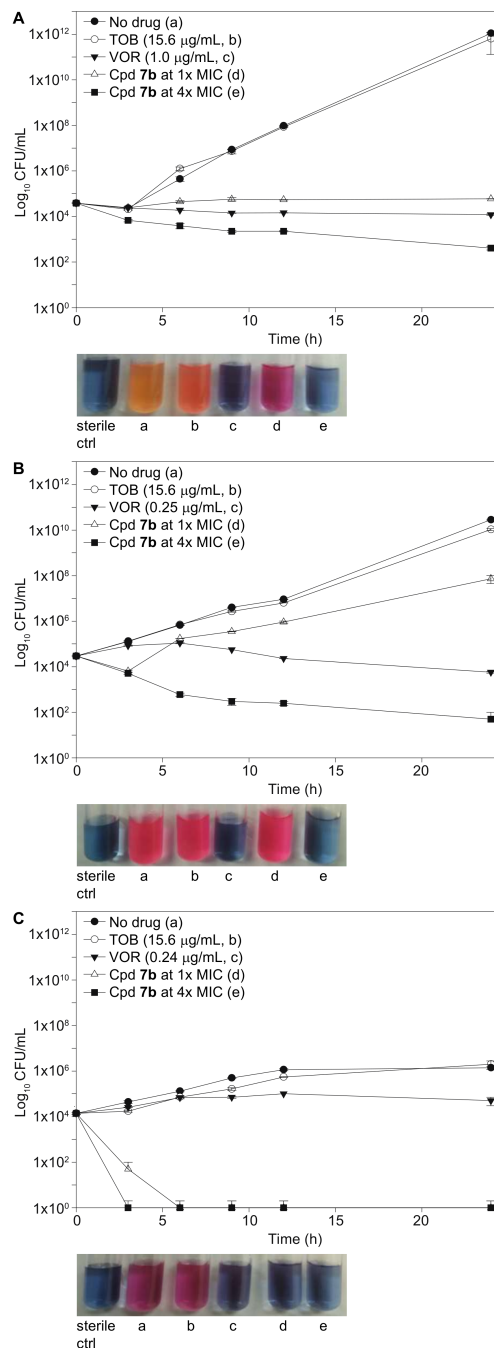 A
No drug (a)
TOB (15.6 μg/mL, b)
VOR (1.0 μg/mL, c)
Cpd 7b at 1x MIC (d)
Cpd 7b at 4x MIC (e)
Log10 CFU/mL
1x10¹²
1x10¹⁰
1x10⁸
1x10⁶
1x10⁴
1x10²
1x10⁰
0 5 10 15 20
Time (h)
sterile ctrl a b c d e
B
No drug (a)
TOB (15.6 μg/mL, b)
VOR (0.25 μg/mL, c)
Cpd 7b at 1x MIC (d)
Cpd 7b at 4x MIC (e)
Log10 CFU/mL
1x10¹²
1x10¹⁰
1x10⁸
1x10⁶
1x10⁴
1x10²
1x10⁰
0 5 10 15 20
Time (h)
sterile ctrl a b c d e
C
No drug (a)
TOB (15.6 μg/mL, b)
VOR (0.24 μg/mL, c)
Cpd 7b at 1x MIC (d)
Cpd 7b at 4x MIC (e)
Log10 CFU/mL
1x10¹²
1x10¹⁰
1x10⁸
1x10⁶
1x10⁴
1x10²
1x10⁰
0 5 10 15 20
Time (h)
sterile ctrl a b c d e